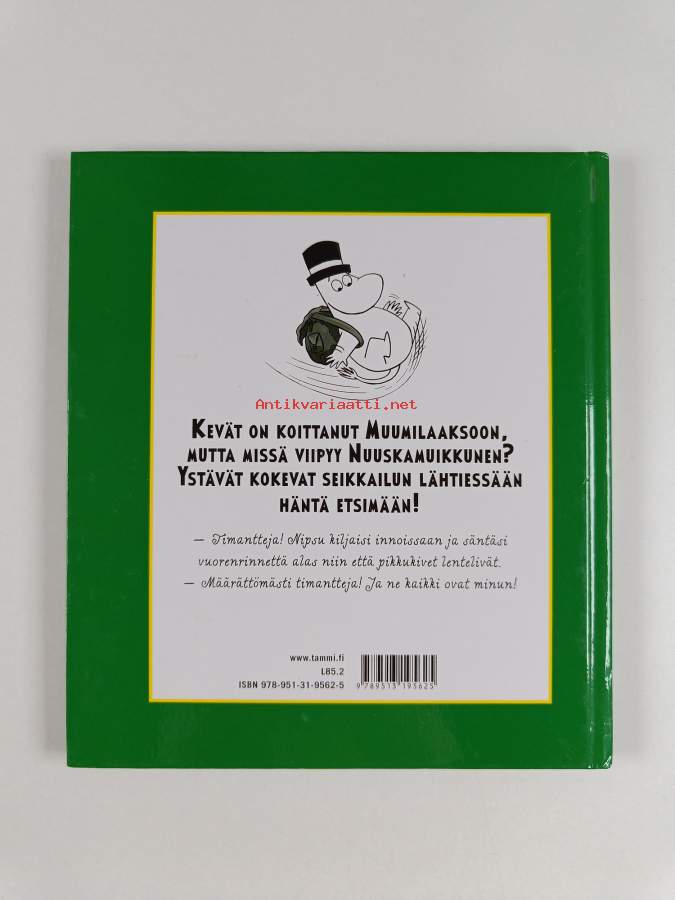 Antikvariaatti.net
Kevät on koittanut Muumilaaksoon,
mutta missä viipyy Nuuskamuikkunen?
Ystävät kokevat seikkailun lähtiessään
häntä etsimään!
— Timantteja! Nipsu kiljaisi innoissaan ja säntäsi
vuorenrinnettä alas niin että pikkukivet lentelivät.
— Määrättömästi timantteja! Ja ne kaikki ovat minun!
www.tammi.fi
L85.2
ISBN 978-951-31-9562-5
9 789513 195625